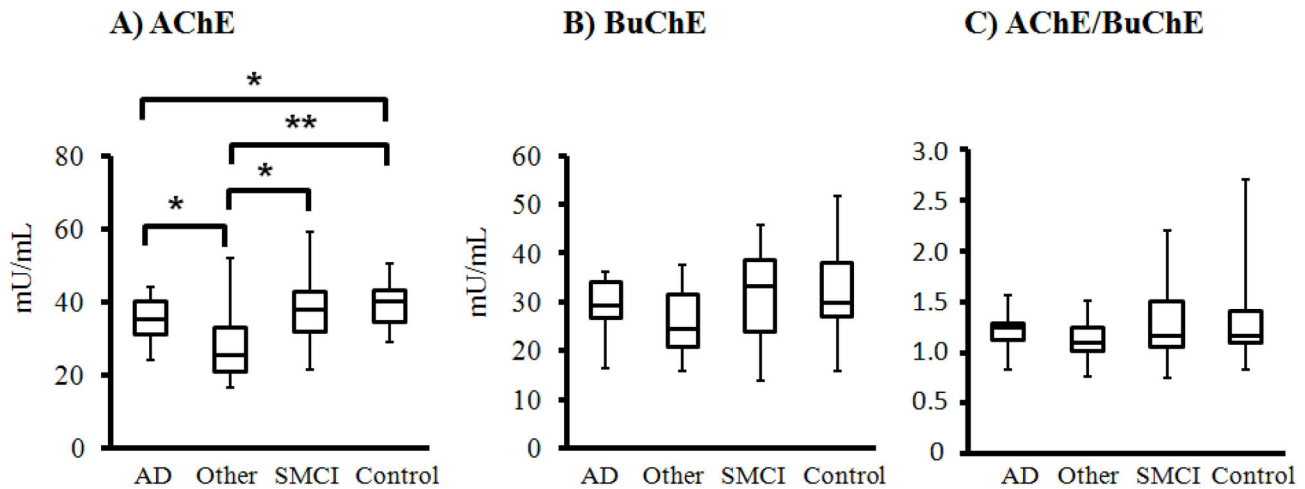 A) AChE
*
**
*
*
80
60
40
20
0
mU/mL
AD Other SMCI Control
B) BuChE
60
50
40
30
20
10
0
mU/mL
AD Other SMCI Control
C) AChE/BuChE
3.0
2.5
2.0
1.5
1.0
0.5
0
AD Other SMCI Control